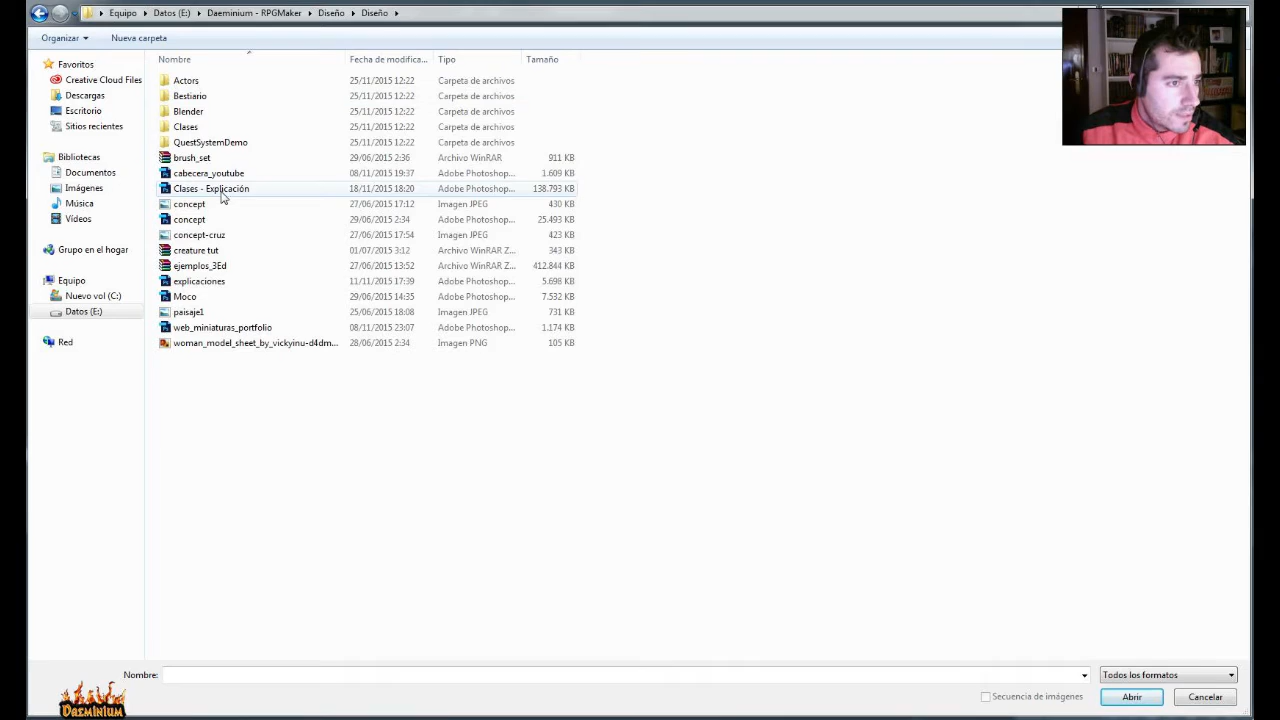 Equipo ▸ Datos (E:) ▸ Daeminium - RPGMaker ▸ Diseño ▸ Diseño ▸
Organizar Nueva carpeta
Nombre Fecha de modifica... Tipo Tamaño
Favoritos
Creative Cloud Files
Descargas
Escritorio
Sitios recientes
Bibliotecas
Documentos
Imágenes
Música
Vídeos
Grupo en el hogar
Equipo
Nuevo vol (C:)
Datos (E:)
Red
Actors 25/11/2015 12:22 Carpeta de archivos
Bestiario 25/11/2015 12:22 Carpeta de archivos
Blender 25/11/2015 12:22 Carpeta de archivos
Clases 25/11/2015 12:22 Carpeta de archivos
QuestSystemDemo 25/11/2015 12:22 Carpeta de archivos
brush_set 29/06/2015 2:36 Archivo WinRAR 911 KB
cabecera_youtube 08/11/2015 19:37 Adobe Photoshop... 1.609 KB
Clases - Explicación 18/11/2015 18:20 Adobe Photoshop... 138.793 KB
concept 27/06/2015 17:12 Imagen JPEG 430 KB
concept 29/06/2015 2:34 Adobe Photoshop... 25.493 KB
concept-cruz 27/06/2015 17:54 Imagen JPEG 423 KB
creature tut 01/07/2015 3:12 Archivo WinRAR Z... 343 KB
ejemplos_3Ed 27/06/2015 13:52 Archivo WinRAR Z... 412.844 KB
explicaciones 11/11/2015 17:39 Adobe Photoshop... 5.698 KB
Moco 29/06/2015 14:35 Adobe Photoshop... 7.532 KB
paisaje1 25/06/2015 18:08 Imagen JPEG 731 KB
web_miniaturas_portfolio 08/11/2015 23:07 Adobe Photoshop... 1.174 KB
woman_model_sheet_by_vickyinu-d4dm... 28/06/2015 2:34 Imagen PNG 105 KB
Nombre: Todos los formatos
Secuencia de imágenes Abrir Cancelar
DAEMINIUM